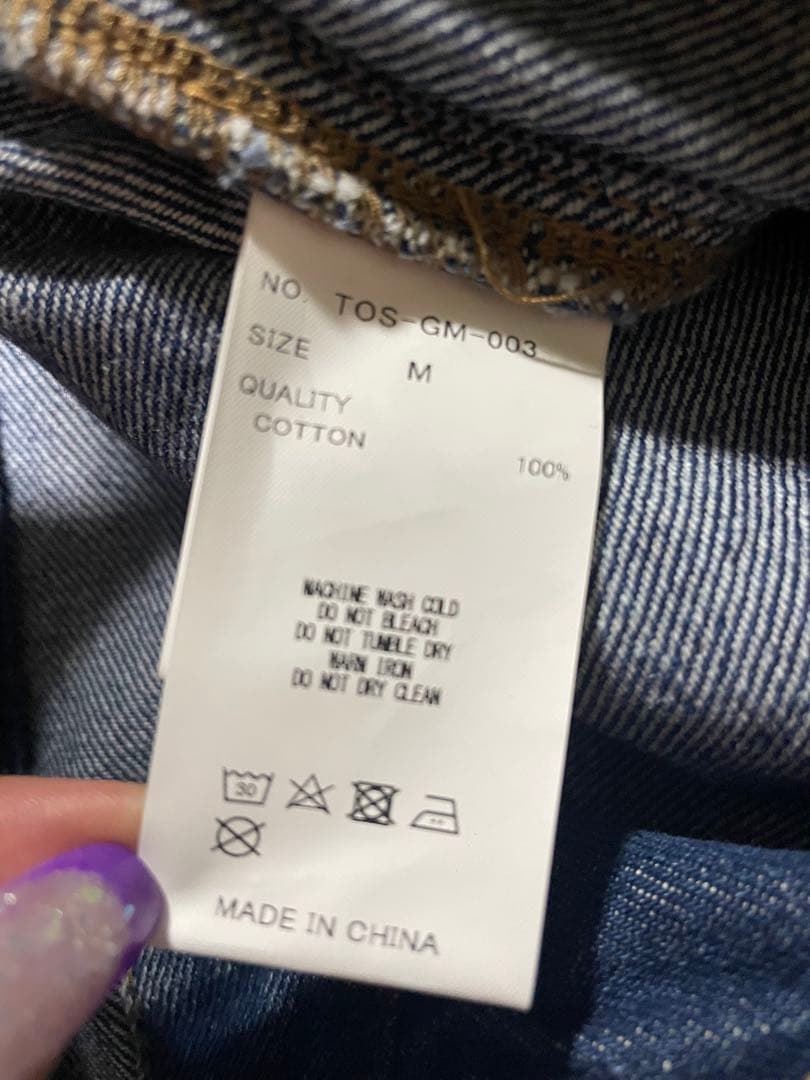 NO. TOS-GM-003
SIZE M
QUALITY
COTTON 100%
MACHINE WASH COLD
DO NOT BLEACH
DO NOT TUMBLE DRY
WARM IRON
DO NOT DRY CLEAN
30
MADE IN CHINA